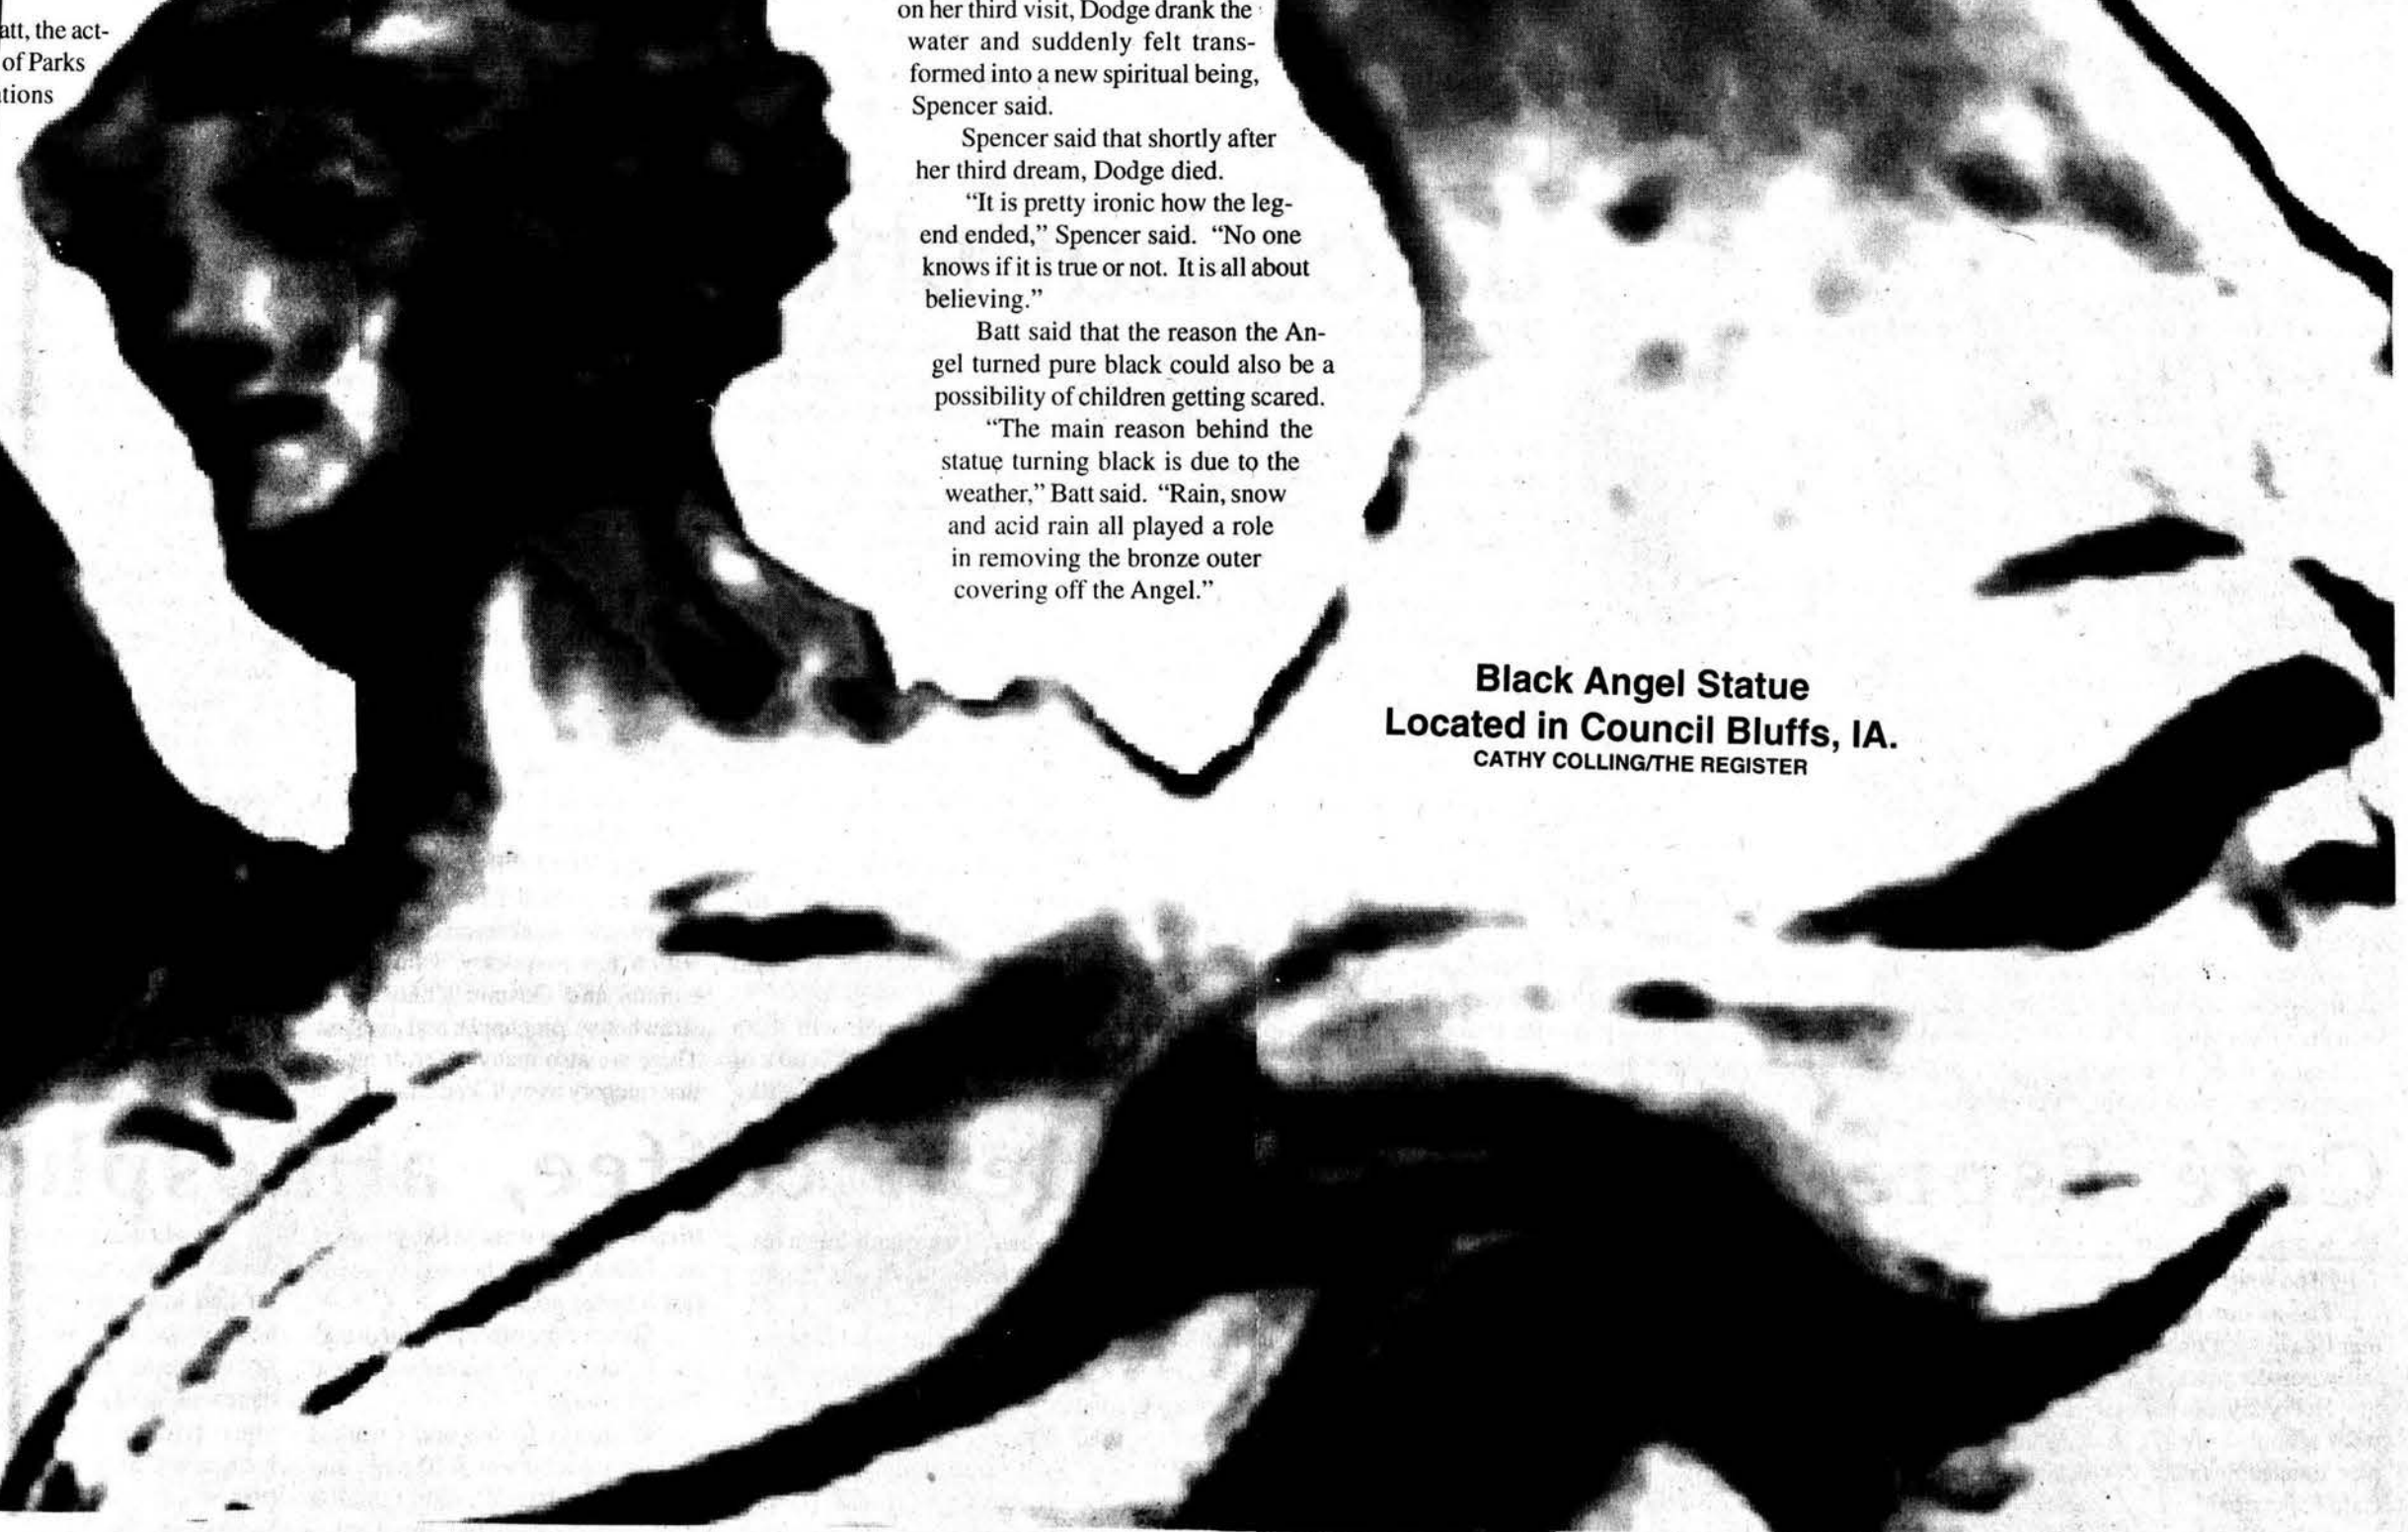 att, the act-
of Parks
tions
on her third visit, Dodge drank the
water and suddenly felt trans-
formed into a new spiritual being,
Spencer said.
Spencer said that shortly after
her third dream, Dodge died.
“It is pretty ironic how the leg-
end ended,” Spencer said. “No one
knows if it is true or not. It is all about
believing.”
Batt said that the reason the An-
gel turned pure black could also be a
possibility of children getting scared.
“The main reason behind the
statue turning black is due to the
weather,” Batt said. “Rain, snow
and acid rain all played a role
in removing the bronze outer
covering off the Angel.”
Black Angel Statue
Located in Council Bluffs, IA.
CATHY COLLING/THE REGISTER